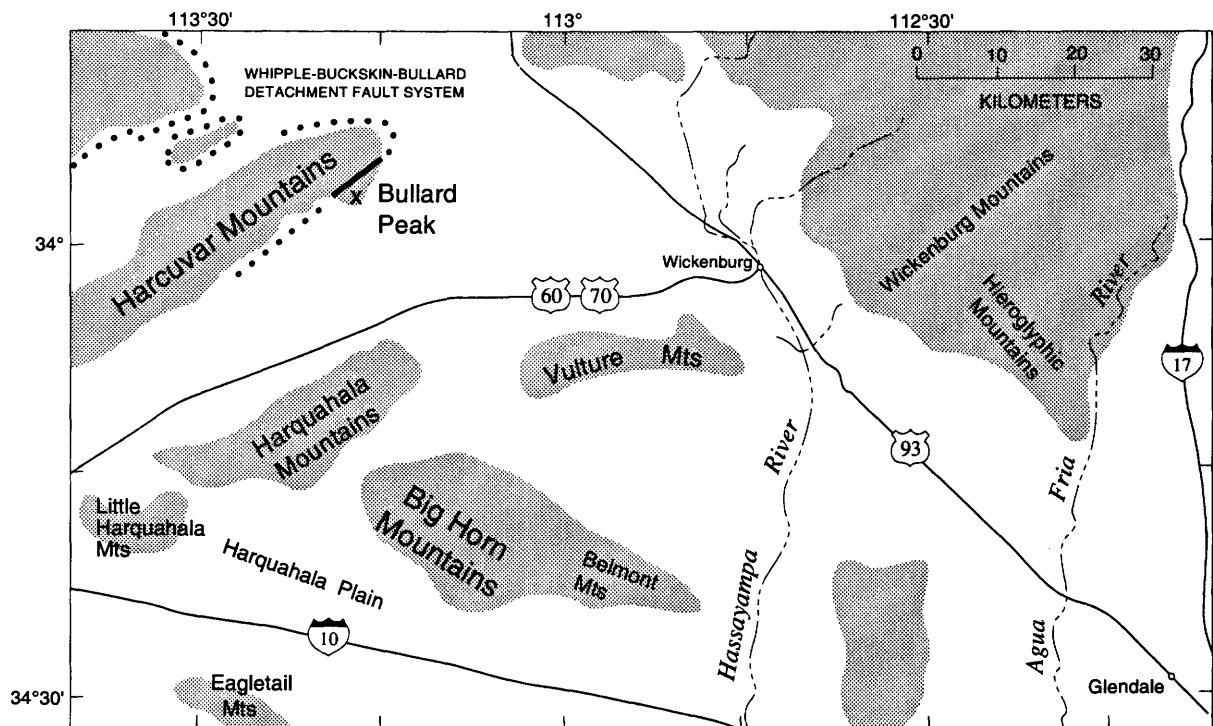 113°30'
113°
112°30'
0 10 20 30
KILOMETERS
WHIPPLE-BUCKSKIN-BULLARD
DETACHMENT FAULT SYSTEM
Harcuvar Mountains
x Bullard
Peak
34°
Wickenburg
Wickenburg Mountains
Hieroglyphic
Mountains
River
60 70
17
Vulture Mts
Harquahala
Mountains
River
93
Fria
Big Horn
Mountains
Little
Harquahala
Mts
Belmont
Mts
Harquahala Plain
Hassayampa
10
Agua
Glendale
34°30'
Eagletail
Mts